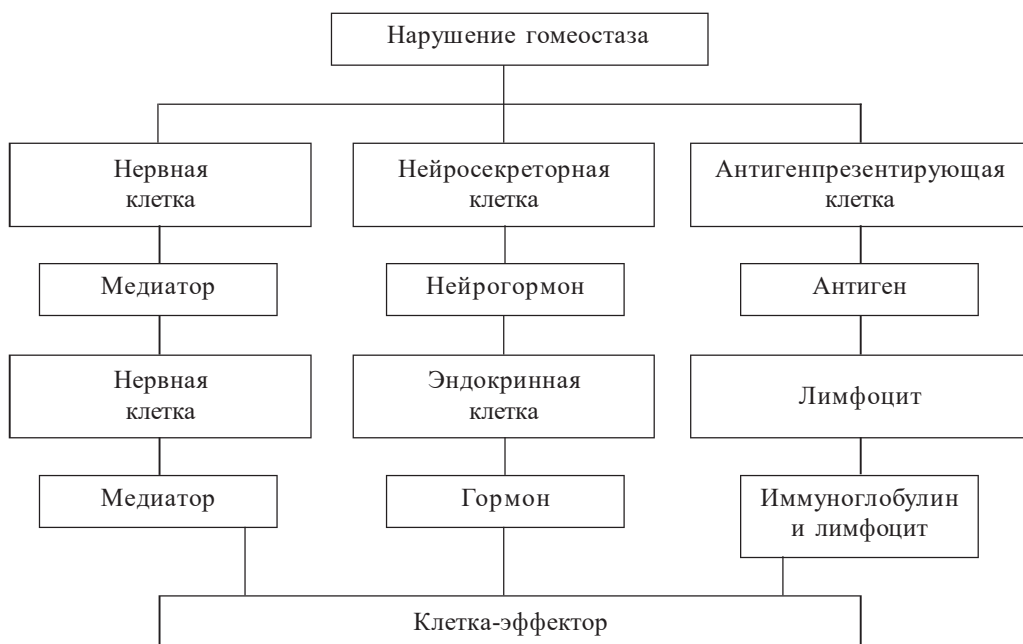 Нарушение гомеостаза
Нервная
клетка
Нейросекреторная
клетка
Антигенпрезентирующая
клетка
Медиатор
Нейрогормон
Антиген
Нервная
клетка
Эндокринная
клетка
Лимфоцит
Медиатор
Гормон
Иммуноглобулин
и лимфоцит
Клетка-эффектор